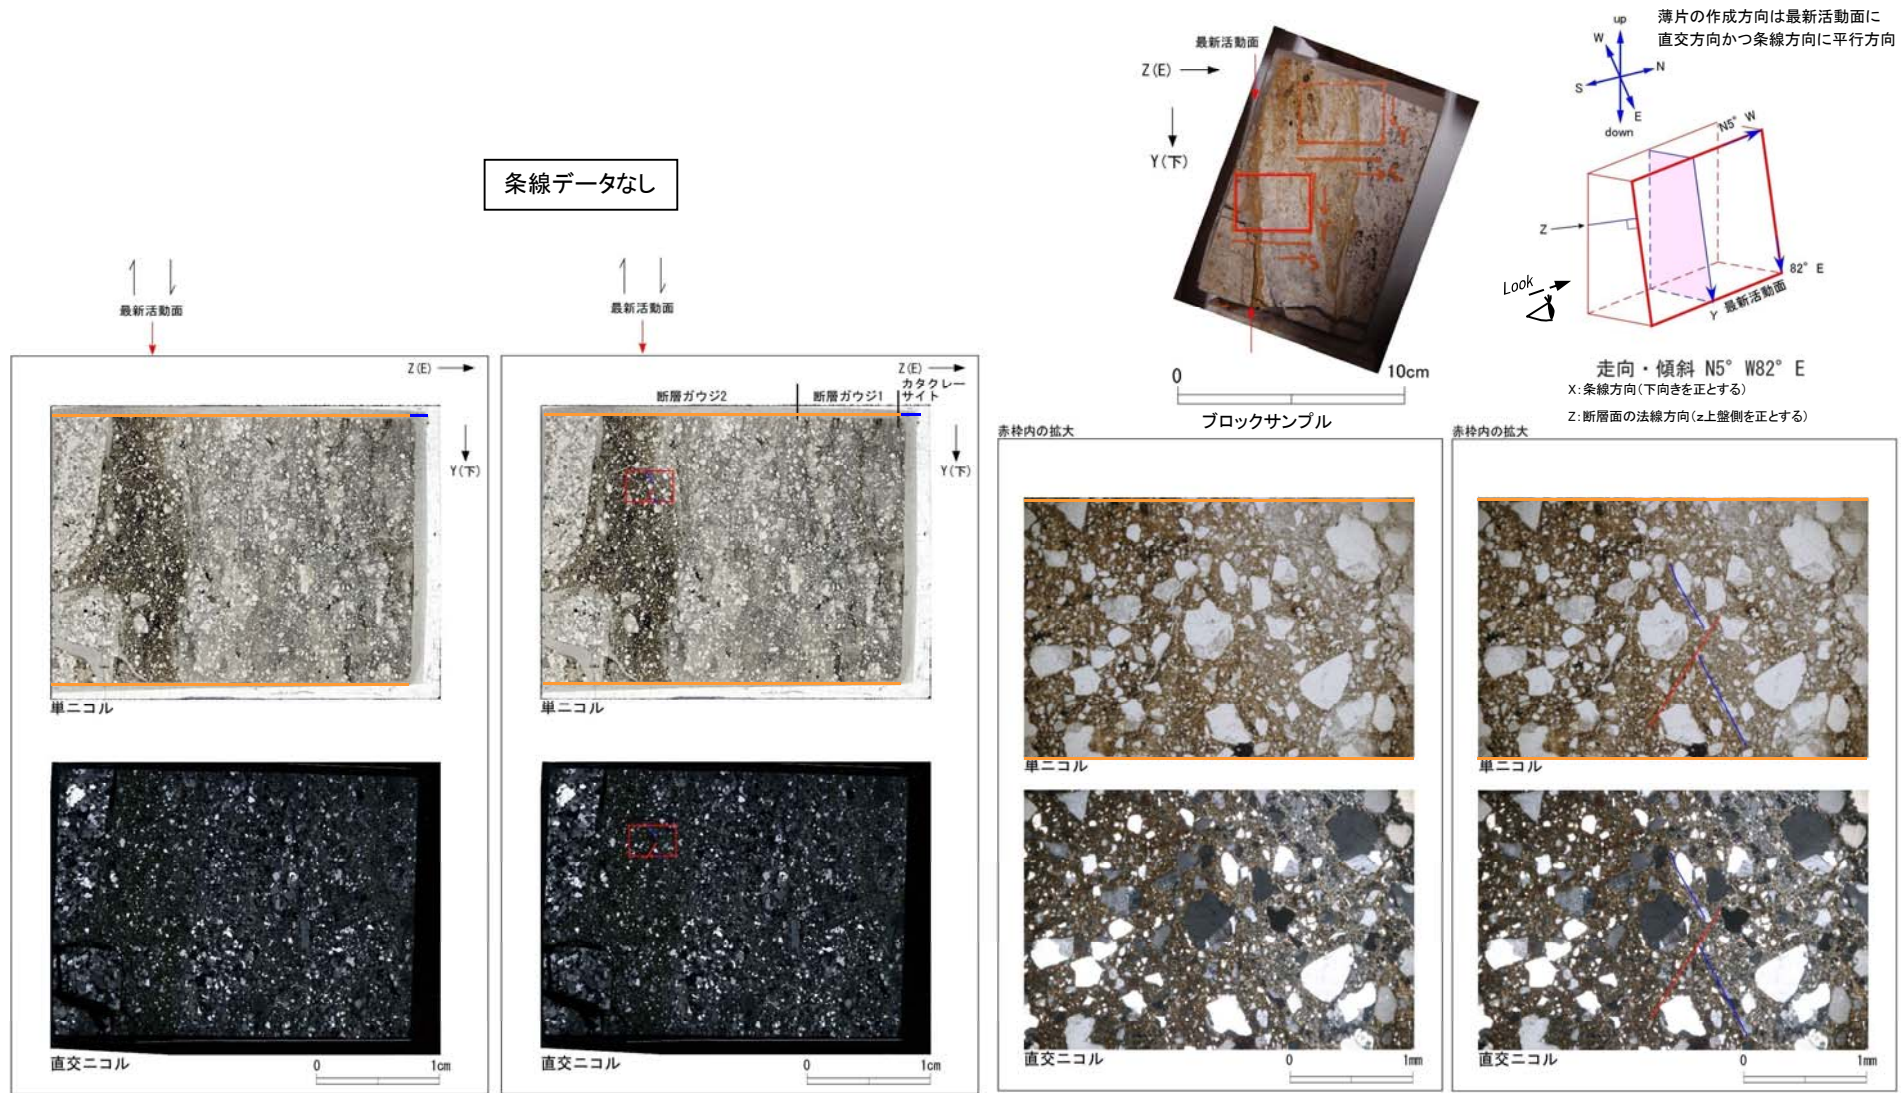 薄片の作成方向は最新活動面に
直交方向かつ条線方向に平行方向
up
W
N
S
E
down
最新活動面
Z(E)
Y(下)
N5° W
Z
82° E
Look
Y 最新活動面
走向・傾斜 N5° W82° E
X:条線方向(下向きを正とする)
Z:断層面の法線方向(z上盤側を正とする)
0
10cm
ブロックサンプル
条線データなし
最新活動面
Z(E)
Y(下)
単ニコル
直交ニコル
0
1cm
最新活動面
Z(E)
断層ガウジ2
断層ガウジ1
カタクレー
サイト
Y(下)
単ニコル
直交ニコル
0
1cm
赤枠内の拡大
単ニコル
直交ニコル
0
1mm
赤枠内の拡大
単ニコル
直交ニコル
0
1mm